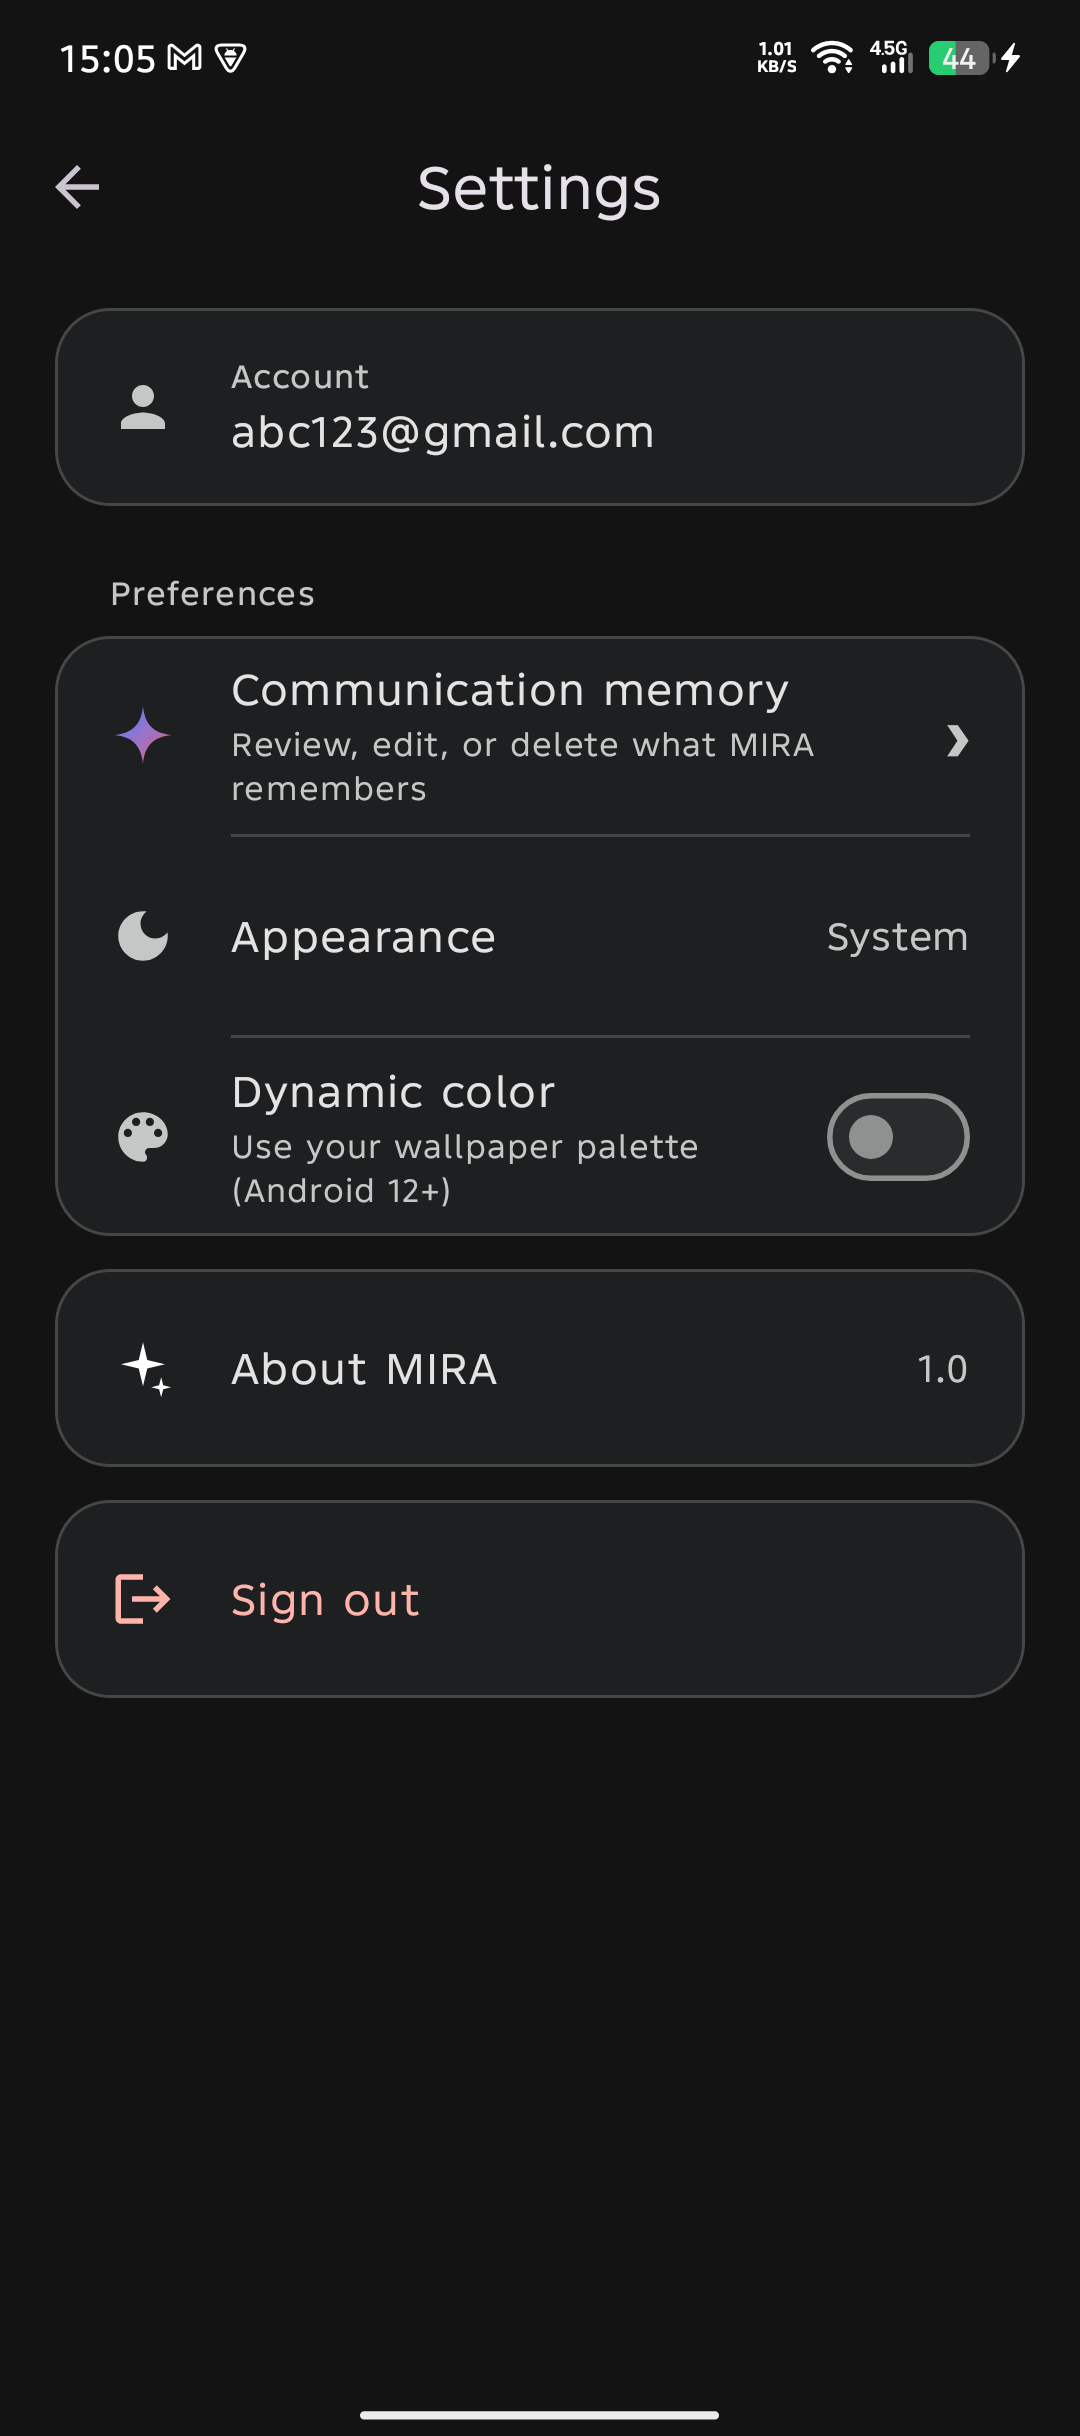 15:05
1.01
KB/S
4.5G
44
Settings
Account
abc123@gmail.com
Preferences
Communication memory
Review, edit, or delete what MIRA
remembers
Appearance
System
Dynamic color
Use your wallpaper palette
(Android 12+)
About MIRA
1.0
Sign out